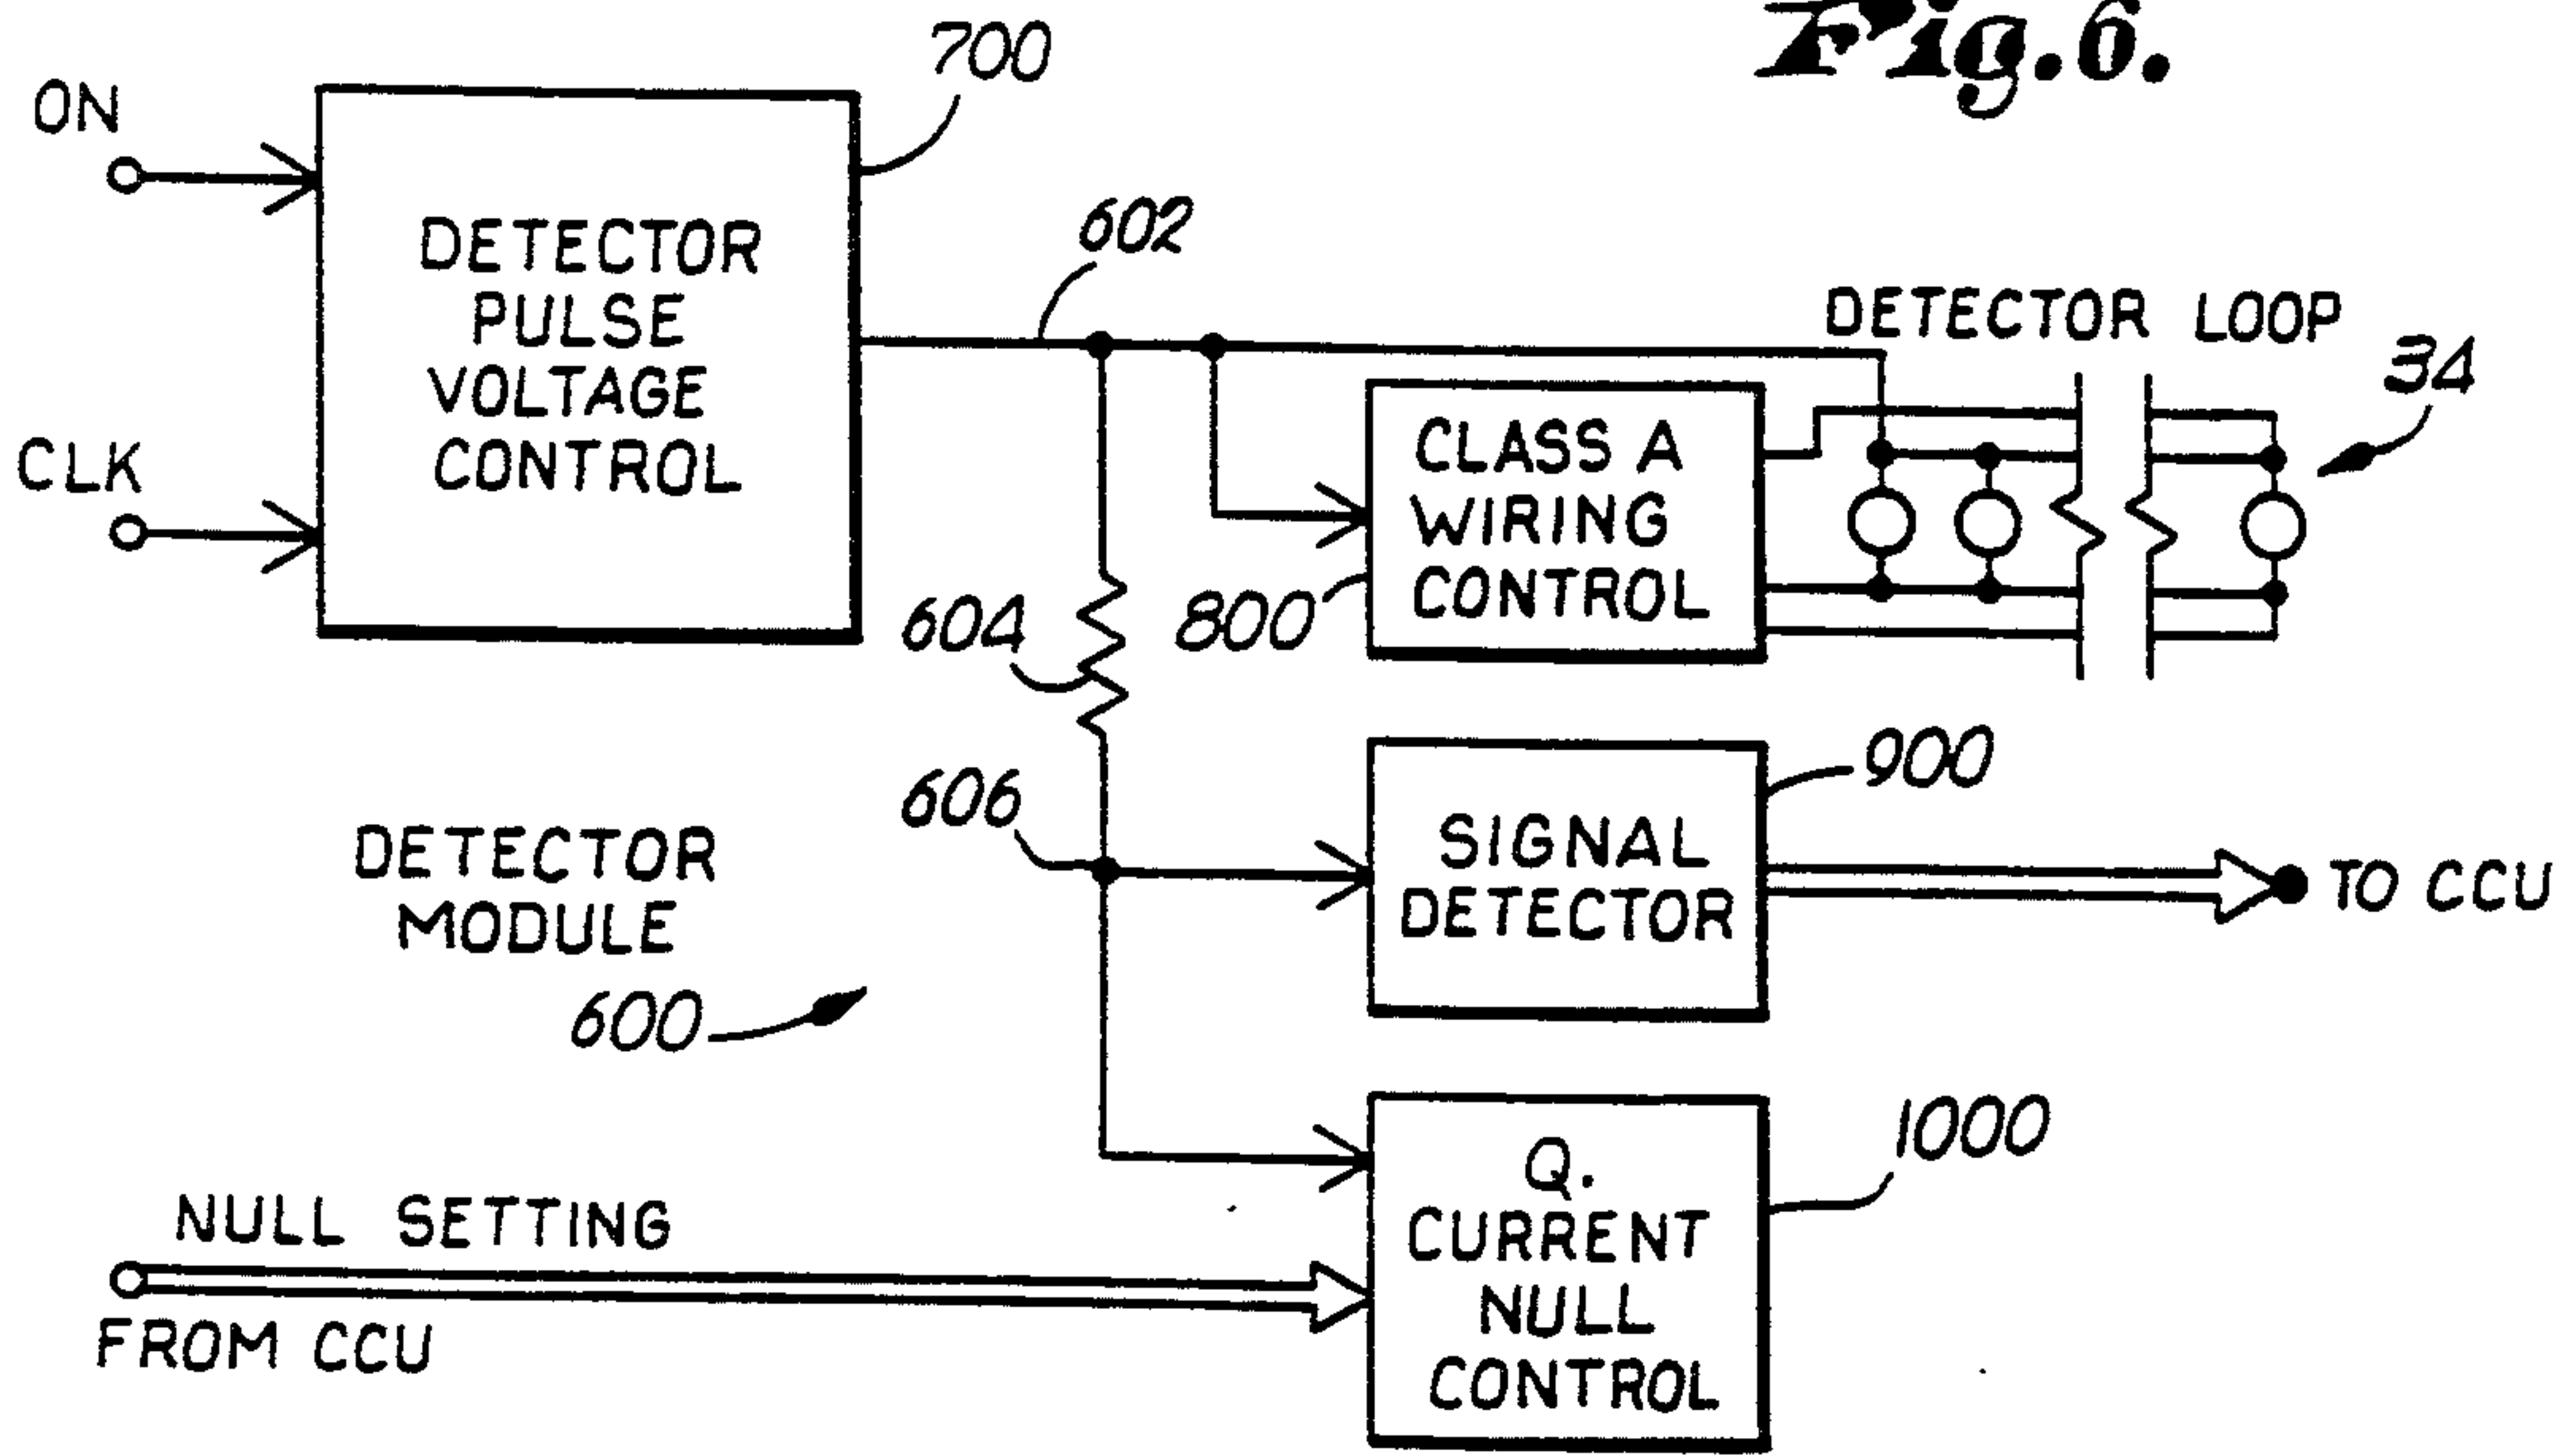 Fig.6.
700
ON
DETECTOR
PULSE
VOLTAGE
CONTROL
CLK
602
DETECTOR LOOP
34
CLASS A
WIRING
CONTROL
800
604
606
SIGNAL
DETECTOR
900
TO CCU
DETECTOR
MODULE
600
Q.
CURRENT
NULL
CONTROL
1000
NULL SETTING
FROM CCU